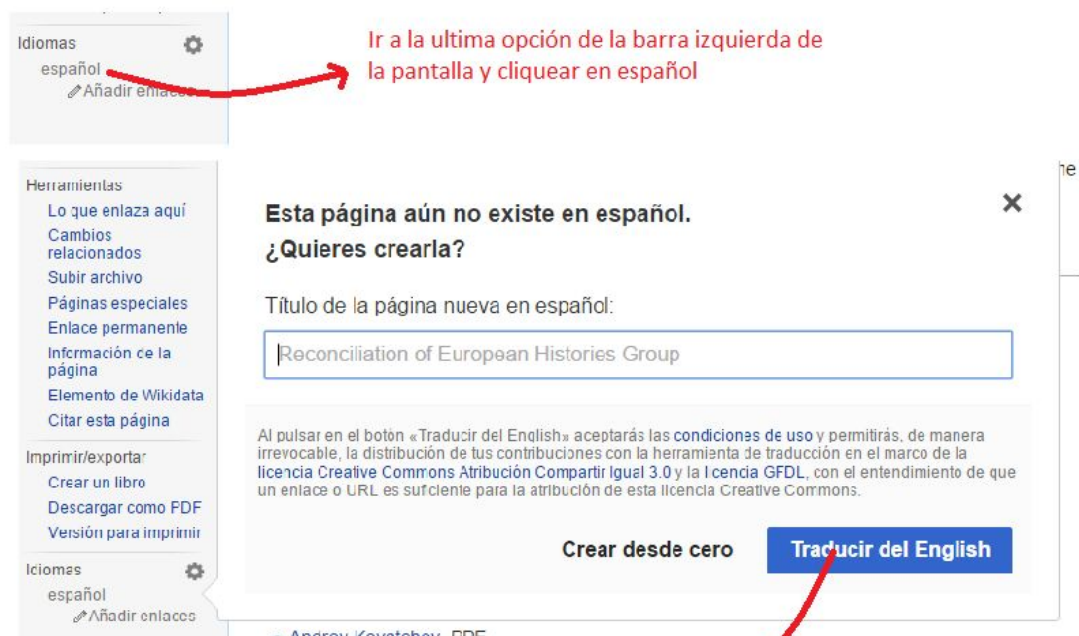 Idiomas
español
Añadir enlaces
Ir a la ultima opción de la barra izquierda de
la pantalla y cliquear en español
Herramientas
Lo que enlaza aquí
Cambios
relacionados
Subir archivo
Páginas especiales
Enlace permanente
Información de la
página
Elemento de Wikidata
Citar esta página
Imprimir/exportar
Crear un libro
Descargar como PDF
Versión para imprimir
Idiomas
español
Añadir enlaces
Esta página aún no existe en español.
¿Quieres crearla?
Título de la página nueva en español:
Reconciliation of European Histories Group
Al pulsar en el botón «Traducir del English» aceptarás las condiciones de uso y permitirás, de manera
irrevocable, la distribución de tus contribuciones con la herramienta de traducción en el marco de la
licencia Creative Commons Atribución Compartir Igual 3.0 y la licencia GFDL, con el entendimiento de que
un enlace o URL es suficiente para la atribución de esta licencia Creative Commons.
Crear desde cero
Traducir del English